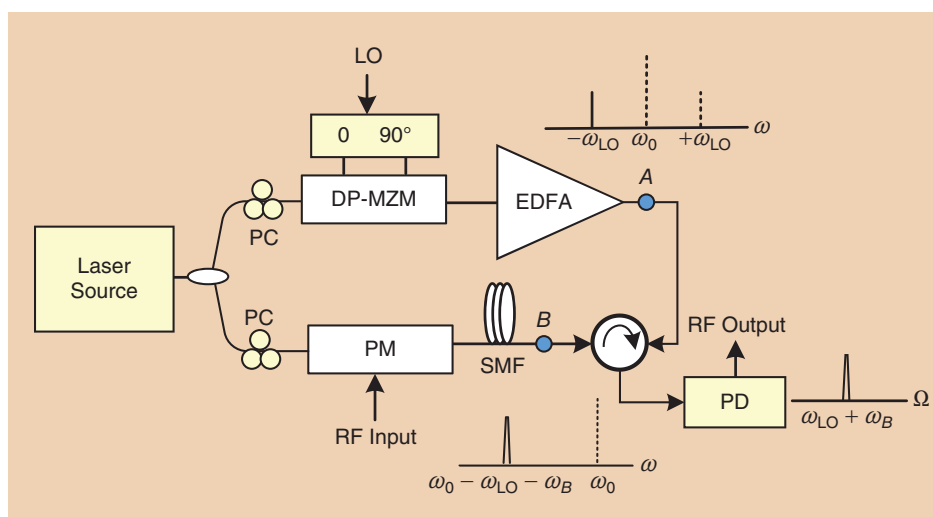 LO
0 90°
−ωLO ω0 +ωLO ω
DP-MZM
EDFA
A
PC
Laser
Source
PC
PM
SMF
B
RF Output
PD
Ω
ωLO + ωB
RF Input
ω
ω0 − ωLO − ωB ω0